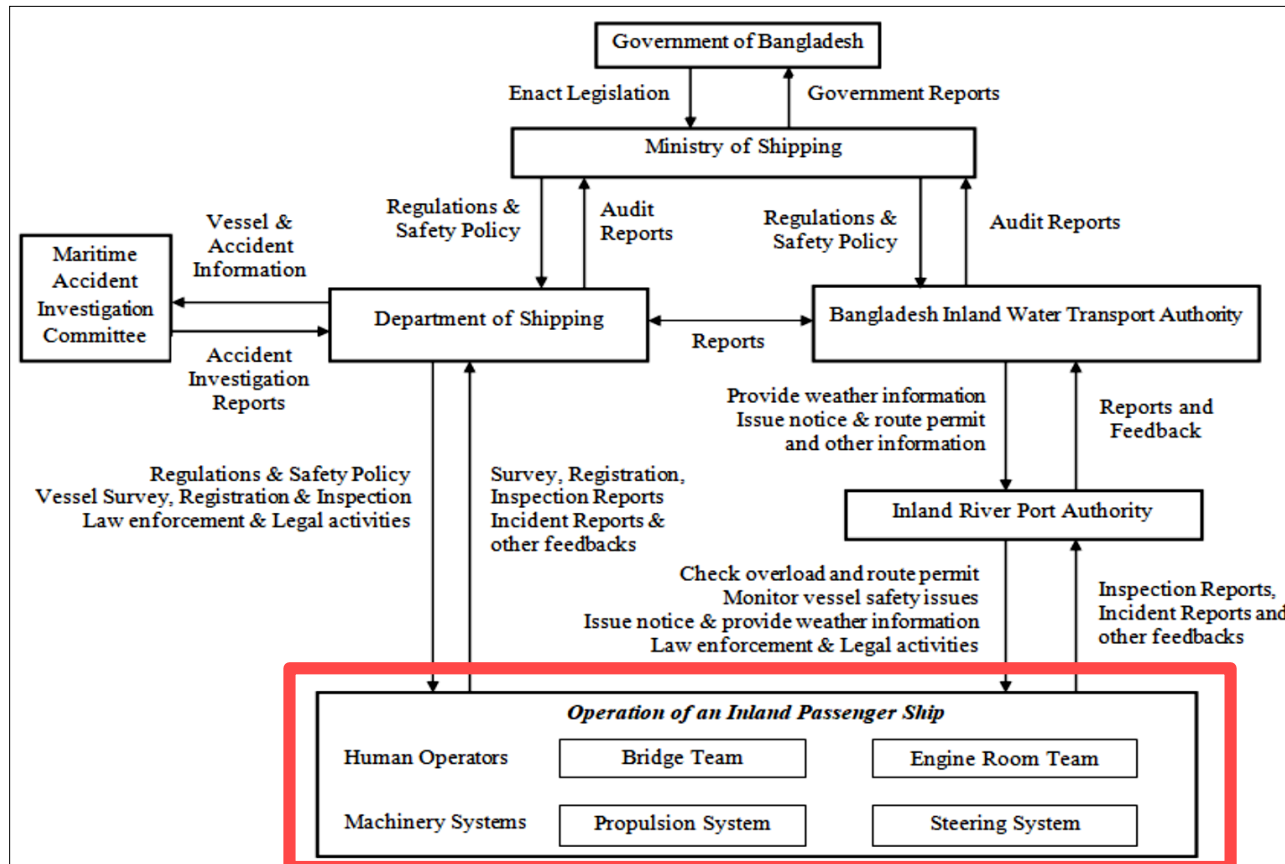 Government of Bangladesh
Enact Legislation
Government Reports
Ministry of Shipping
Regulations &
Safety Policy
Audit
Reports
Regulations &
Safety Policy
Audit Reports
Vessel &
Accident
Information
Maritime
Accident
Investigation
Committee
Department of Shipping
Reports
Bangladesh Inland Water Transport Authority
Accident
Investigation
Reports
Provide weather information
Issue notice & route permit
and other information
Reports and
Feedback
Regulations & Safety Policy
Vessel Survey, Registration & Inspection
Law enforcement & Legal activities
Survey, Registration,
Inspection Reports
Incident Reports &
other feedbacks
Inland River Port Authority
Check overload and route permit
Monitor vessel safety issues
Issue notice & provide weather information
Law enforcement & Legal activities
Inspection Reports,
Incident Reports and
other feedbacks
Operation of an Inland Passenger Ship
Human Operators
Bridge Team
Engine Room Team
Machinery Systems
Propulsion System
Steering System